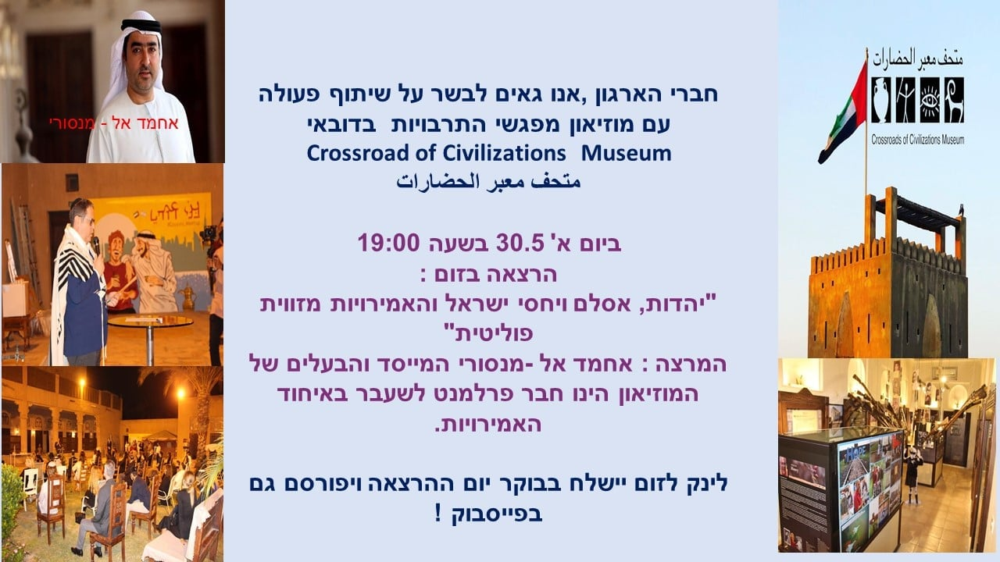 חברי הארגון ,אנו גאים לבשר על שיתוף פעולה
עם מוזיאון מפגשי התרבויות בדובאי
Crossroad of Civilizations Museum
متحف معبر الحضارات
ביום א' 30.5 בשעה 19:00
הרצאה בזום :
"יהדות, אסלם ויחסי ישראל והאמירויות מזווית
פוליטית"
המרצה : אחמד אל -מנסורי המייסד והבעלים של
המוזיאון הינו חבר פרלמנט לשעבר באיחוד
האמירויות.
לינק לזום יישלח בבוקר יום ההרצאה ויפורסם גם
בפייסבוק !
אחמד אל - מנסורי
متحف معبر الحضارات
Crossroads of Civilizations Museum
HOPE